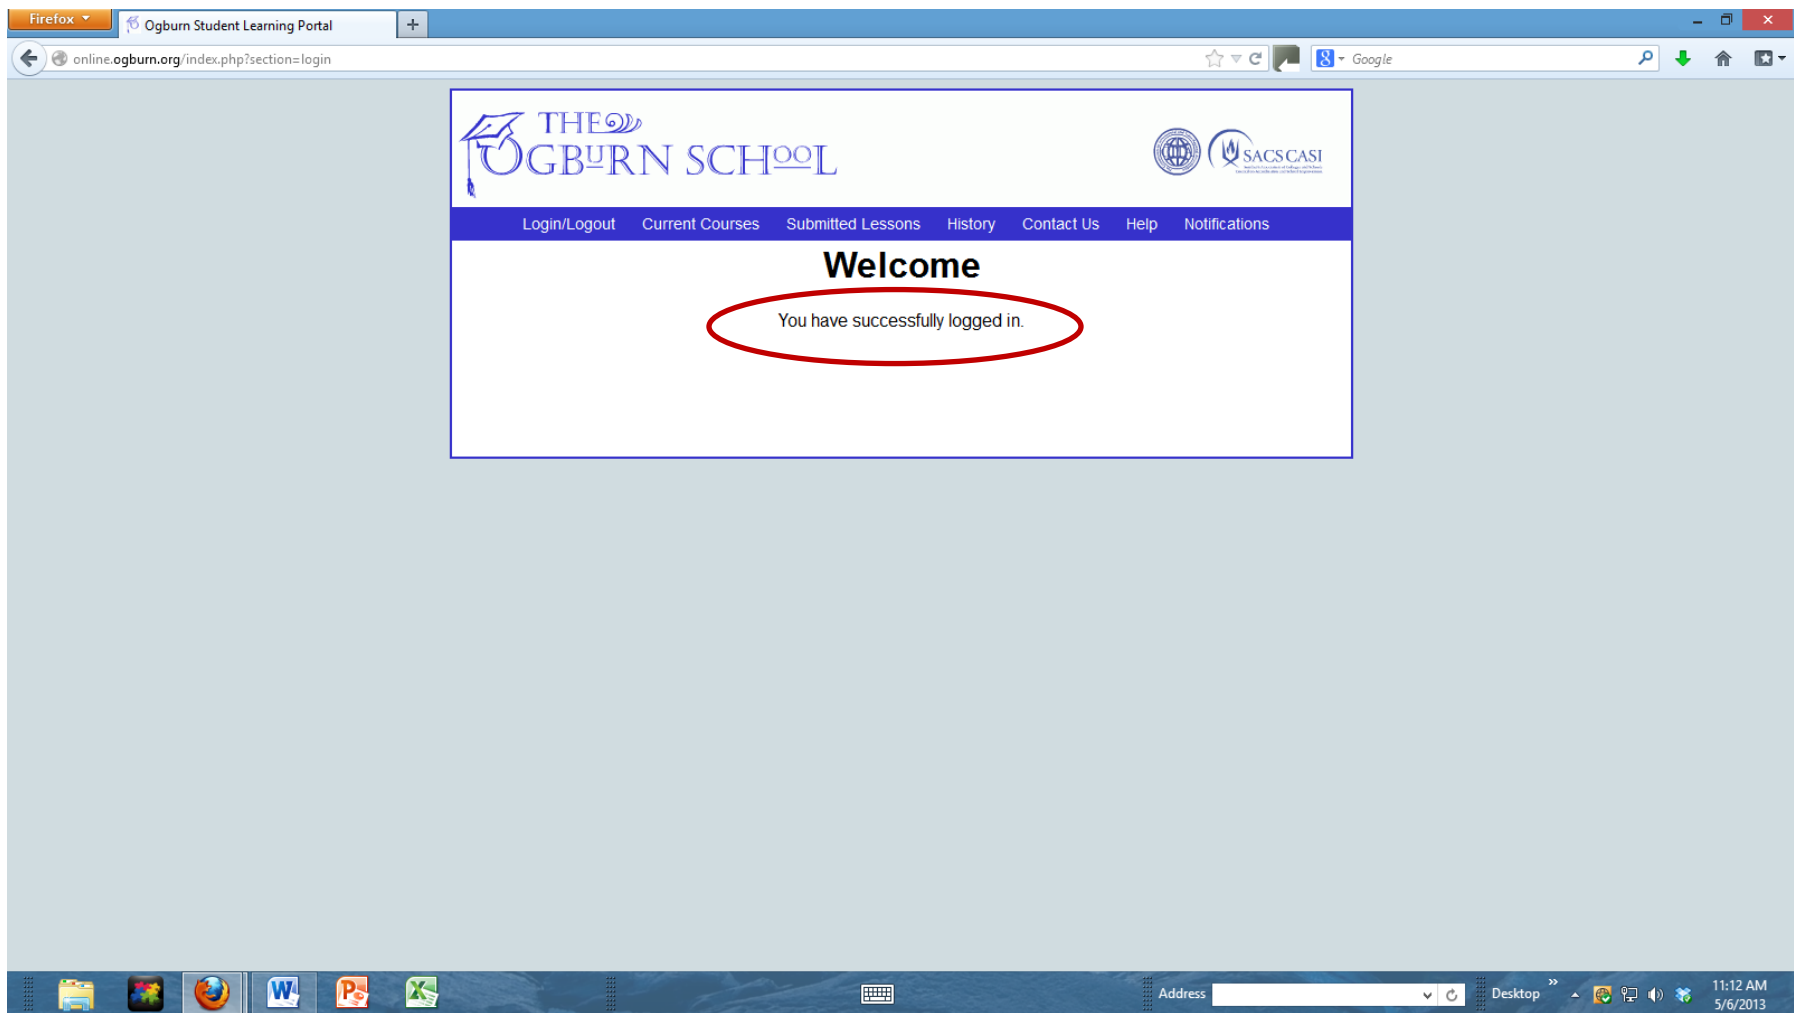 Firefox
Ogburn Student Learning Portal
online.ogburn.org/index.php?section=login
Google
THE
OGBURN SCHOOL
SACS CASI
Login/Logout Current Courses Submitted Lessons History Contact Us Help Notifications
Welcome
You have successfully logged in.
Address
Desktop
11:12 AM
5/6/2013